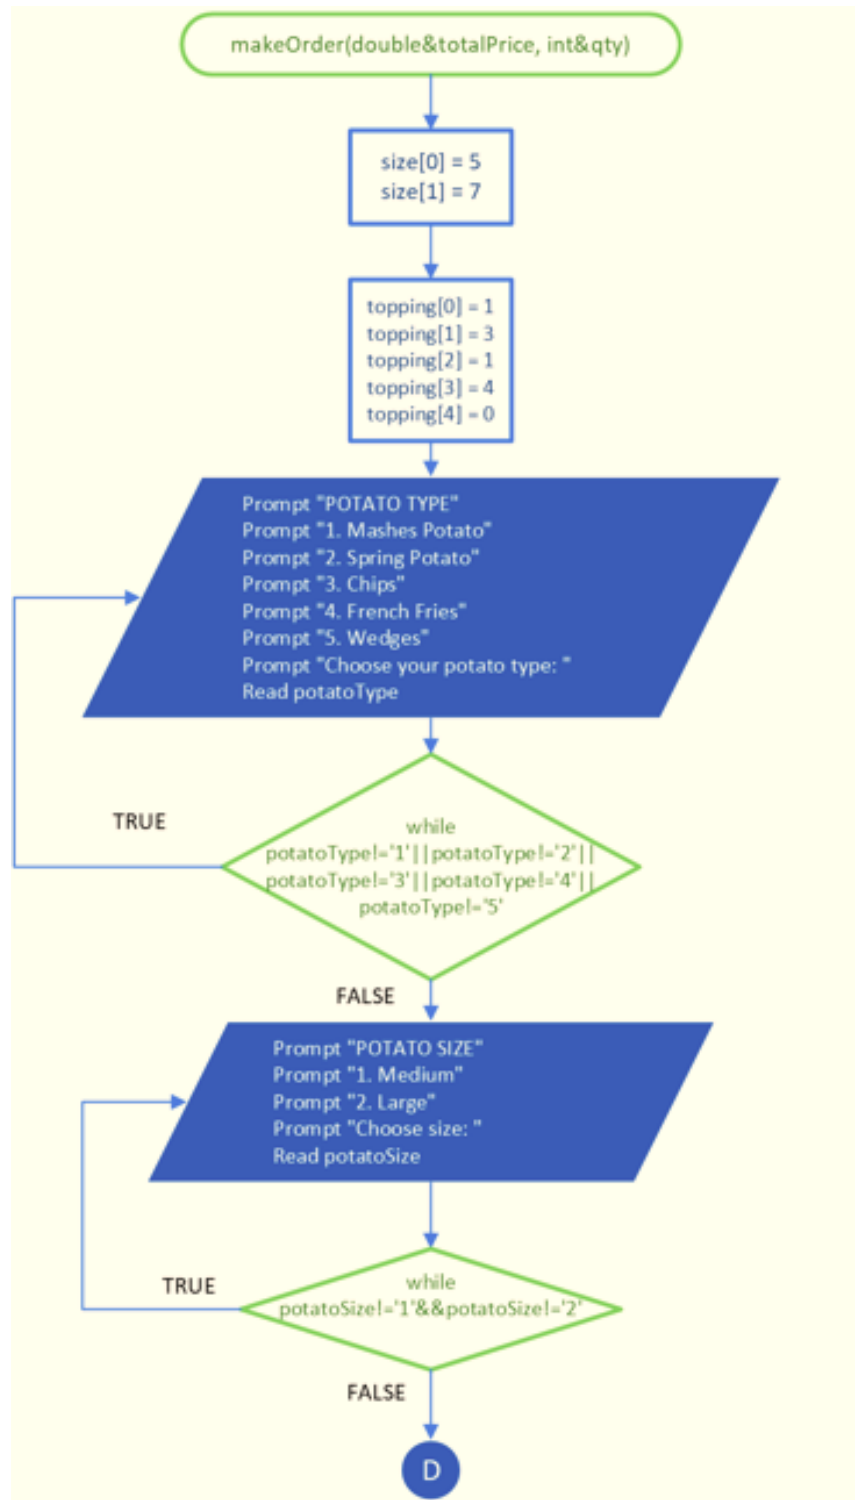 makeOrder(double&totalPrice, int&qty)
size[0] = 5
size[1] = 7
topping[0] = 1
topping[1] = 3
topping[2] = 1
topping[3] = 4
topping[4] = 0
Prompt "POTATO TYPE"
Prompt "1. Mashes Potato"
Prompt "2. Spring Potato"
Prompt "3. Chips"
Prompt "4. French Fries"
Prompt "5. Wedges"
Prompt "Choose your potato type: "
Read potatoType
TRUE
while
potatoType!='1'||potatoType!='2'||
potatoType!='3'||potatoType!='4'||
potatoType!='5'
FALSE
Prompt "POTATO SIZE"
Prompt "1. Medium"
Prompt "2. Large"
Prompt "Choose size: "
Read potatoSize
TRUE
while
potatoSize!='1'&&potatoSize!='2'
FALSE
D